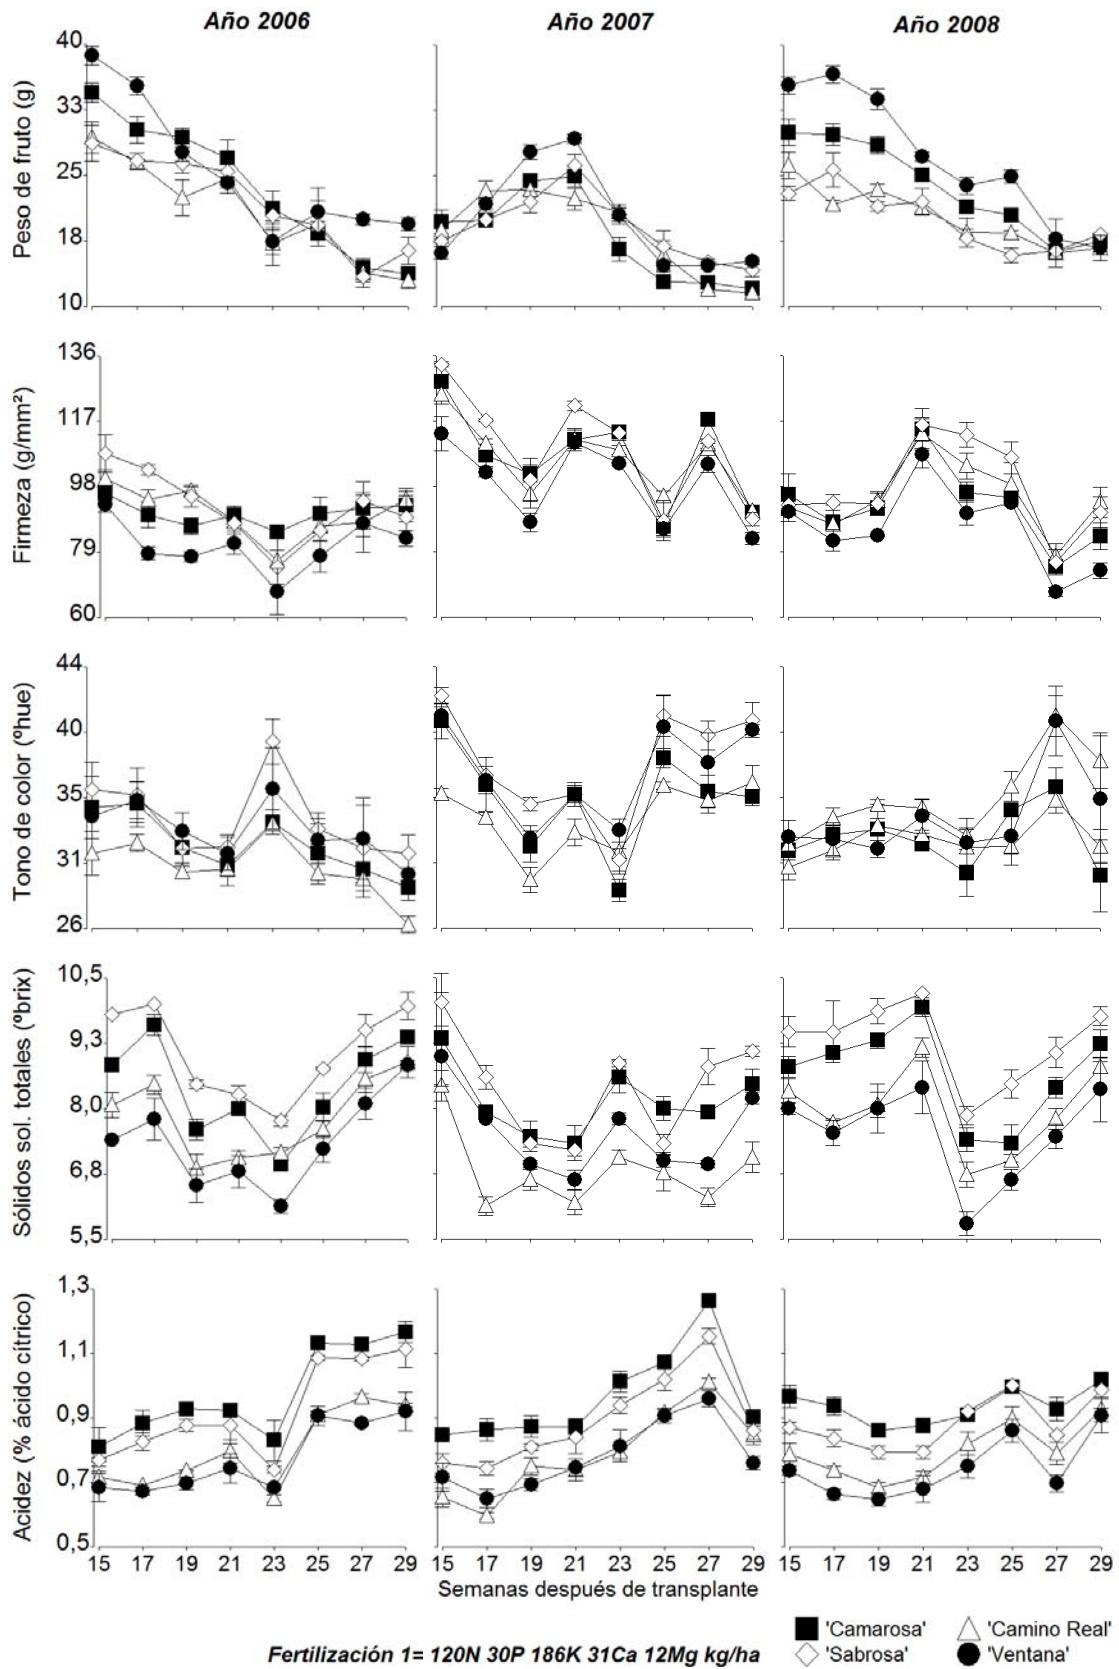 Año 2006 Año 2007 Año 2008
Peso de fruto (g)
40
33
25
18
10
Firmeza (g/mm²)
136
117
98
79
60
Tono de color (ºhue)
44
40
35
31
26
Sólidos sol. totales (ºbrix)
10,5
9,3
8,0
6,8
5,5
Acidez (% ácido cítrico)
1,3
1,1
0,9
0,7
0,5
15 17 19 21 23 25 27 29 15 17 19 21 23 25 27 29 15 17 19 21 23 25 27 29
Semanas después de transplante
'Camarosa' 'Camino Real'
'Sabrosa' 'Ventana'
Fertilización 1= 120N 30P 186K 31Ca 12Mg kg/ha